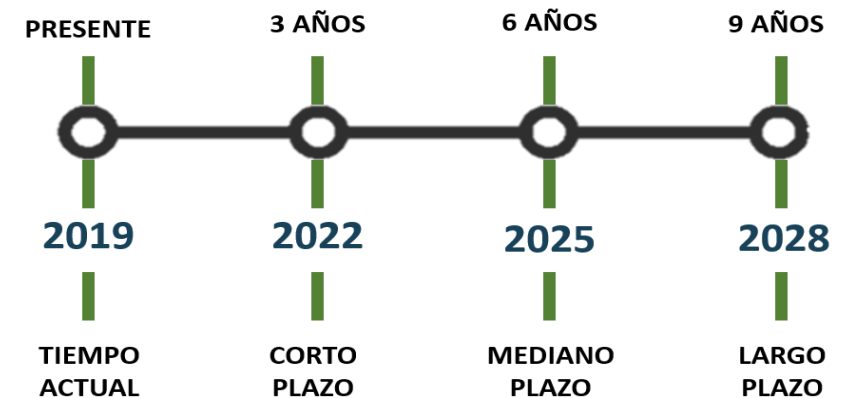 PRESENTE
3 AÑOS
6 AÑOS
9 AÑOS
2019
2022
2025
2028
TIEMPO
ACTUAL
CORTO
PLAZO
MEDIANO
PLAZO
LARGO
PLAZO